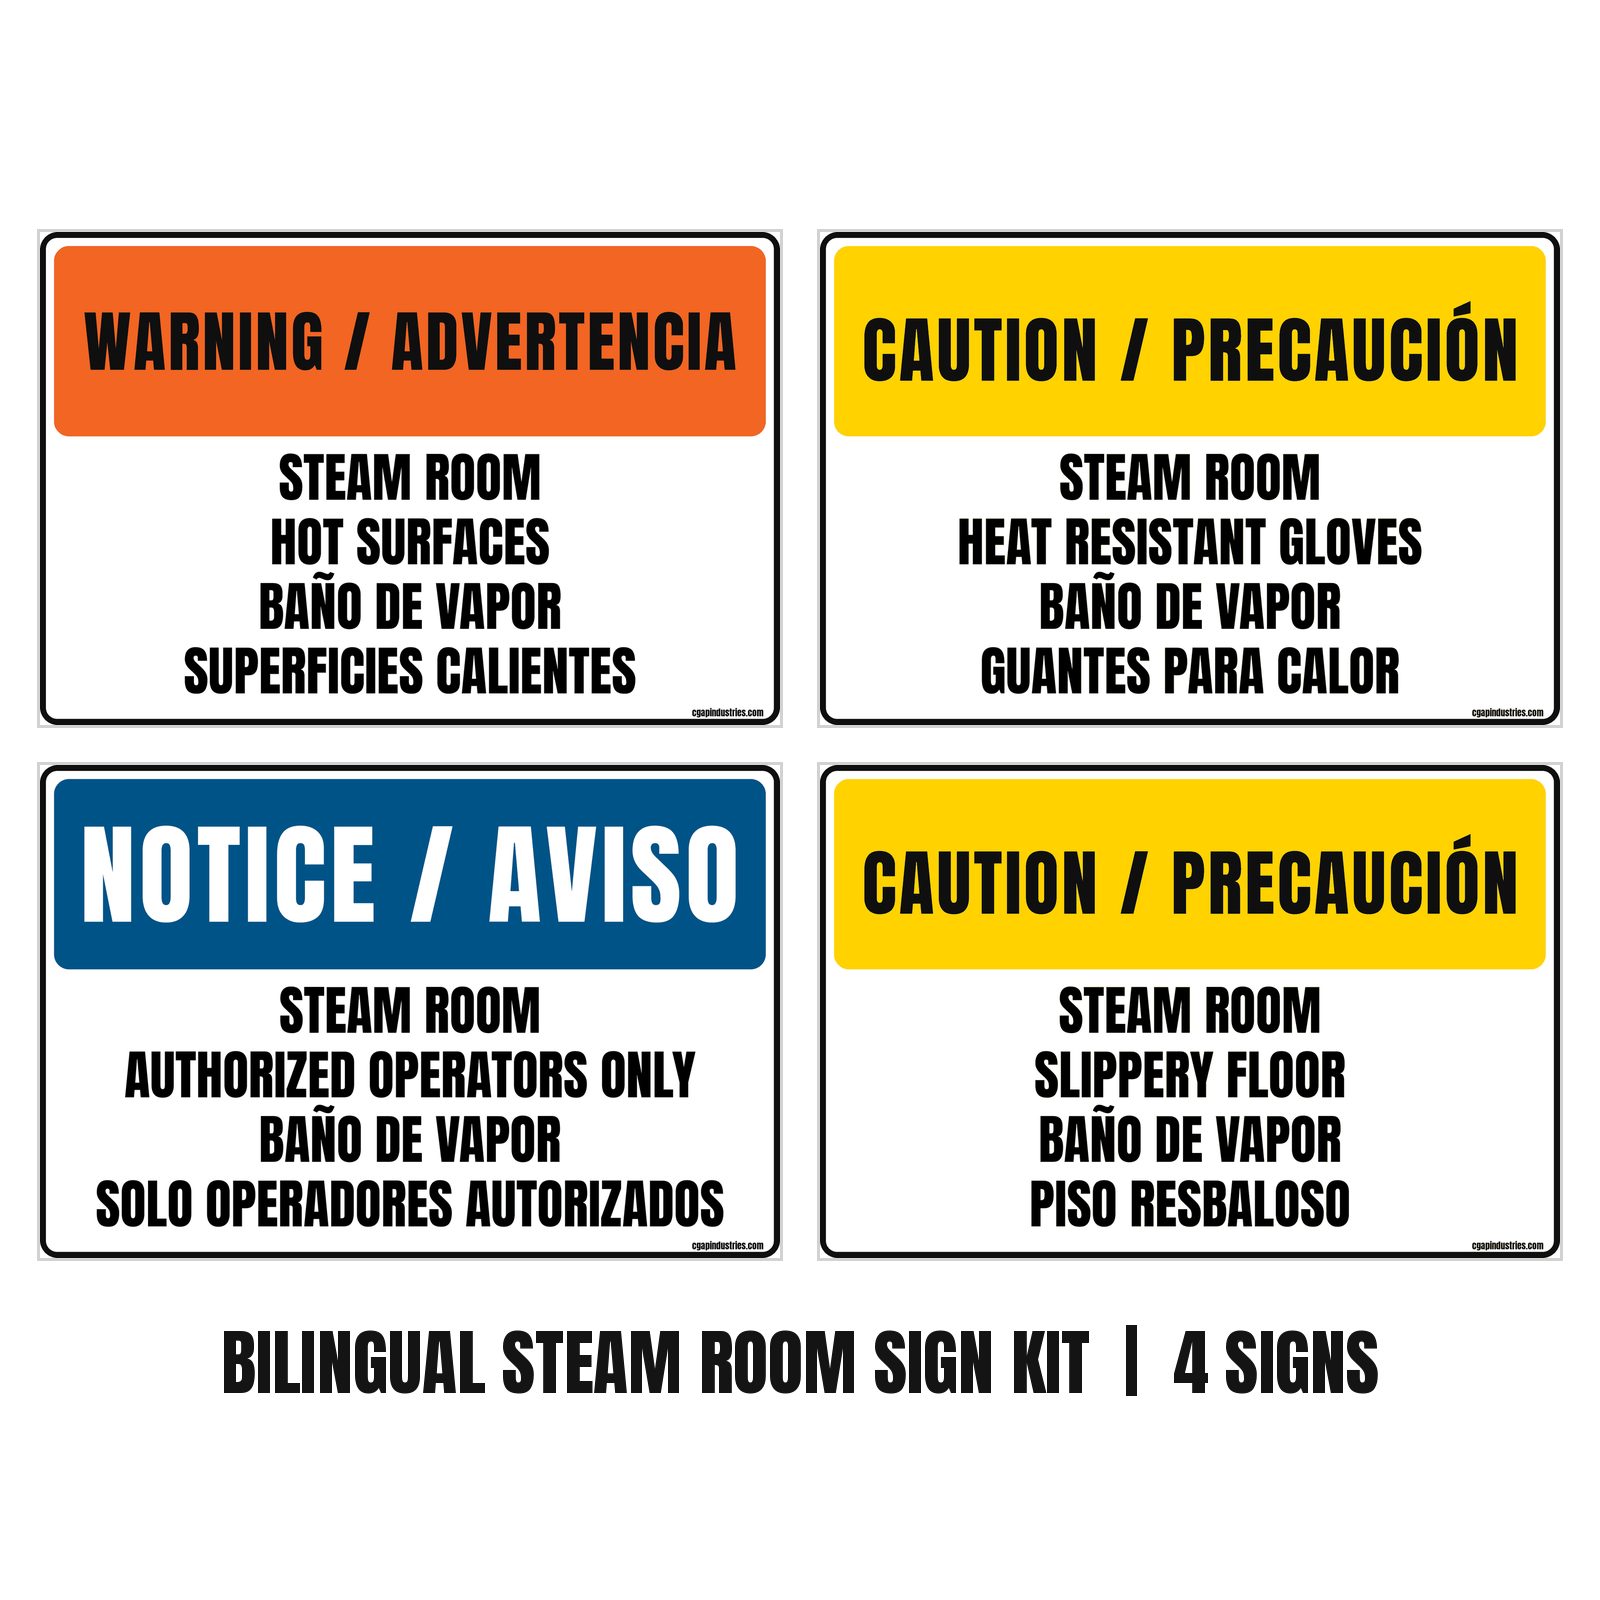 WARNING / ADVERTENCIA
STEAM ROOM
HOT SURFACES
BAÑO DE VAPOR
SUPERFICIES CALIENTES
cgapindustries.com
CAUTION / PRECAUCIÓN
STEAM ROOM
HEAT RESISTANT GLOVES
BAÑO DE VAPOR
GUANTES PARA CALOR
cgapindustries.com
NOTICE / AVISO
STEAM ROOM
AUTHORIZED OPERATORS ONLY
BAÑO DE VAPOR
SOLO OPERADORES AUTORIZADOS
cgapindustries.com
CAUTION / PRECAUCIÓN
STEAM ROOM
SLIPPERY FLOOR
BAÑO DE VAPOR
PISO RESBALOSO
cgapindustries.com
BILINGUAL STEAM ROOM SIGN KIT | 4 SIGNS